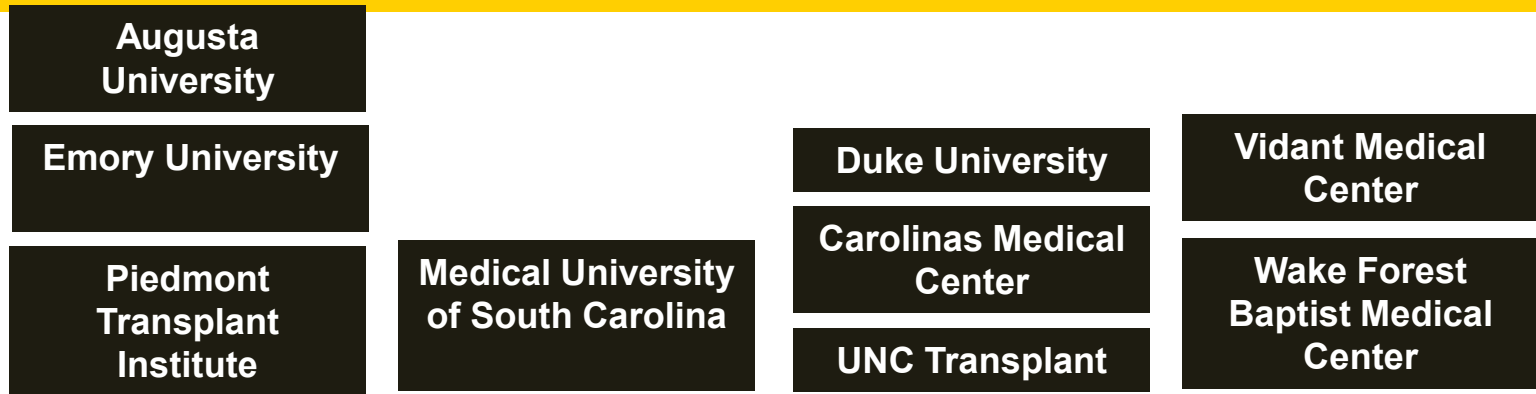 Augusta
University
Emory University
Piedmont
Transplant
Institute
Medical University
of South Carolina
Duke University
Carolinas Medical
Center
UNC Transplant
Vidant Medical
Center
Wake Forest
Baptist Medical
Center